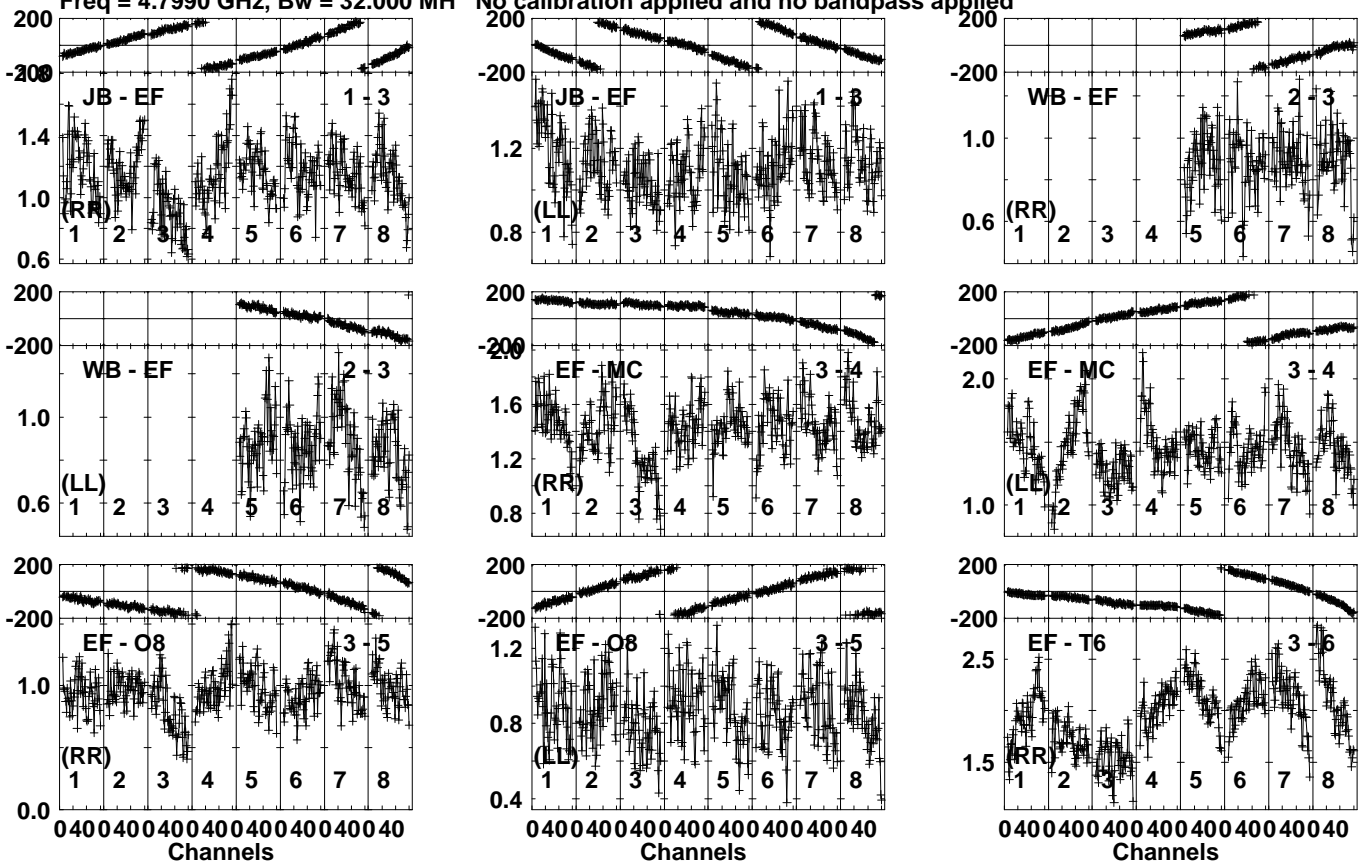 Freq = 4.7990 GHz, Bw = 32.000 MH No calibration applied and no bandpass applied
200
-200
1.8
1.4
1.0
0.6
JB - EF 1 - 3
(RR)
1 2 3 4 5 6 7 8
200
-200
1.2
0.8
JB - EF 1 - 3
(LL)
1 2 3 4 5 6 7 8
200
-200
1.0
0.6
WB - EF 2 - 3
(RR)
1 2 3 4 5 6 7 8
200
-200
1.0
0.6
WB - EF 2 - 3
(LL)
1 2 3 4 5 6 7 8
200
-200
2.0
1.6
1.2
0.8
EF - MC 3 - 4
(RR)
1 2 3 4 5 6 7 8
200
-200
2.0
1.0
EF - MC 3 - 4
(LL)
1 2 3 4 5 6 7 8
200
-200
1.0
0.0
EF - O8 3 - 5
(RR)
1 2 3 4 5 6 7 8
0 40 0 40 0 40 0 40 0 40 0 40 0 40 0 40
Channels
200
-200
1.2
0.8
0.4
EF - O8 3 - 5
(LL)
1 2 3 4 5 6 7 8
0 40 0 40 0 40 0 40 0 40 0 40 0 40 0 40
Channels
200
-200
2.5
1.5
EF - T6 3 - 6
(RR)
1 2 3 4 5 6 7 8
0 40 0 40 0 40 0 40 0 40 0 40 0 40 0 40
Channels